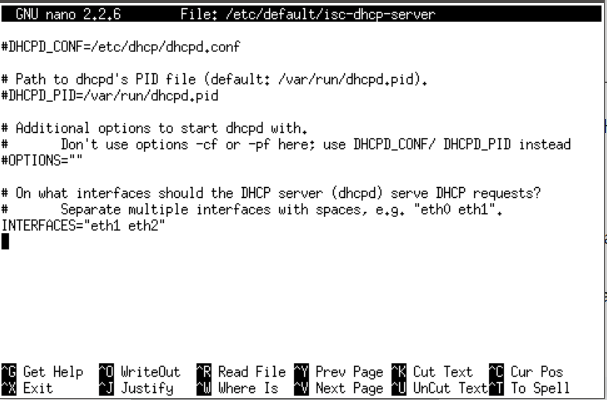 GNU nano 2.2.6 File: /etc/default/isc-dhcp-server
#DHCPD_CONF=/etc/dhcp/dhcpd.conf
# Path to dhcpd's PID file (default: /var/run/dhcpd.pid).
#DHCPD_PID=/var/run/dhcpd.pid
# Additional options to start dhcpd with.
#       Don't use options -cf or -pf here; use DHCPD_CONF/ DHCPD_PID instead
#OPTIONS=""
# On what interfaces should the DHCP server (dhcpd) serve DHCP requests?
#       Separate multiple interfaces with spaces, e.g. "eth0 eth1".
INTERFACES="eth1 eth2"
^G Get Help ^O WriteOut ^R Read File ^Y Prev Page ^K Cut Text ^C Cur Pos
^X Exit ^J Justify ^W Where Is ^V Next Page ^U UnCut Text ^T To Spell